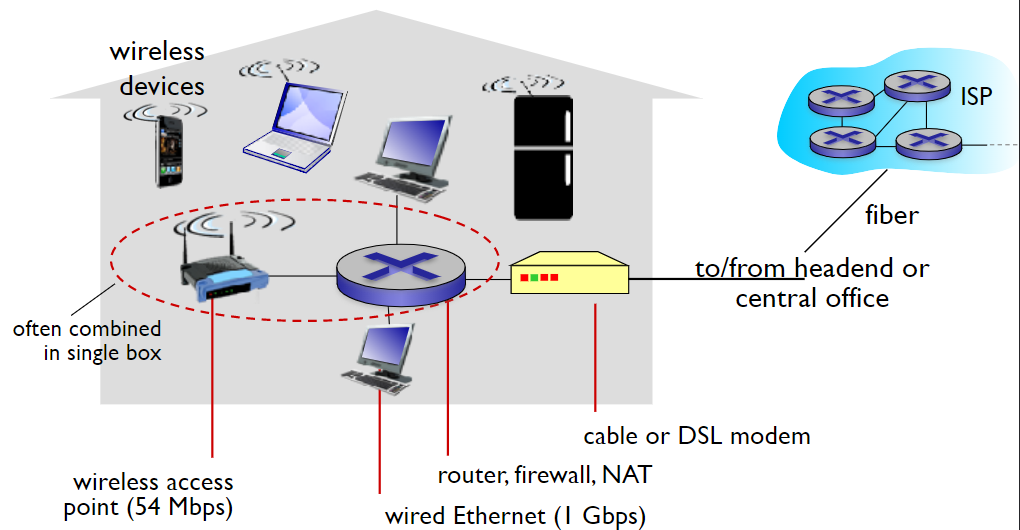 wireless
devices
ISP
fiber
to/from headend or
central office
often combined
in single box
cable or DSL modem
router, firewall, NAT
wireless access
point (54 Mbps)
wired Ethernet (1 Gbps)